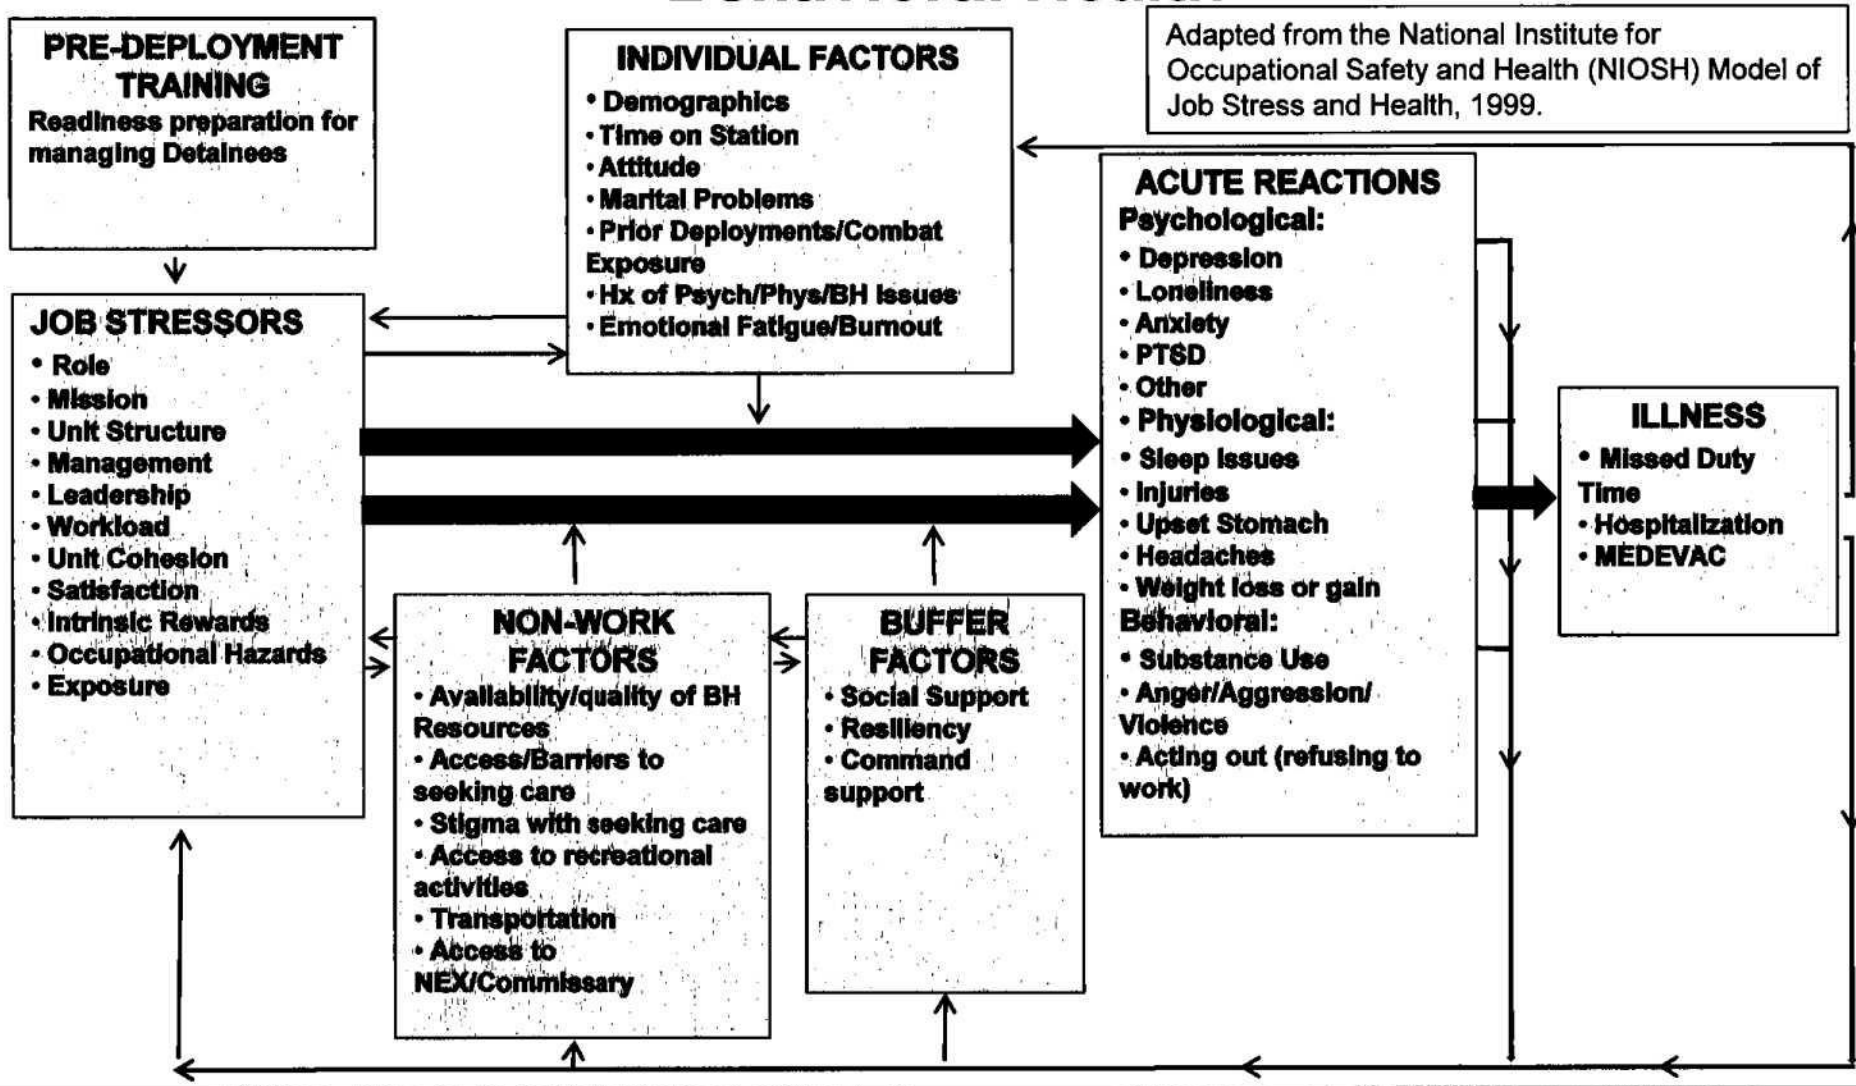 PRE-DEPLOYMENT
TRAINING
Readiness preparation for
managing Detainees
INDIVIDUAL FACTORS
• Demographics
• Time on Station
• Attitude
• Marital Problems
• Prior Deployments/Combat
Exposure
• Hx of Psych/Phys/BH Issues
• Emotional Fatigue/Burnout
Adapted from the National Institute for
Occupational Safety and Health (NIOSH) Model of
Job Stress and Health, 1999.
JOB STRESSORS
• Role
• Mission
• Unit Structure
• Management
• Leadership
• Workload
• Unit Cohesion
• Satisfaction
• Intrinsic Rewards
• Occupational Hazards
• Exposure
NON-WORK
FACTORS
• Availability/quality of BH
Resources
• Access/Barriers to
seeking care
• Stigma with seeking care
• Access to recreational
activities
• Transportation
• Access to
NEX/Commissary
BUFFER
FACTORS
• Social Support
• Resiliency
• Command
support
ACUTE REACTIONS
Psychological:
• Depression
• Loneliness
• Anxiety
• PTSD
• Other
• Physiological:
• Sleep Issues
• Injuries
• Upset Stomach
• Headaches
• Weight loss or gain
Behavioral:
• Substance Use
• Anger/Aggression/
Violence
• Acting out (refusing to
work)
ILLNESS
• Missed Duty
Time
• Hospitalization
• MEDEVAC